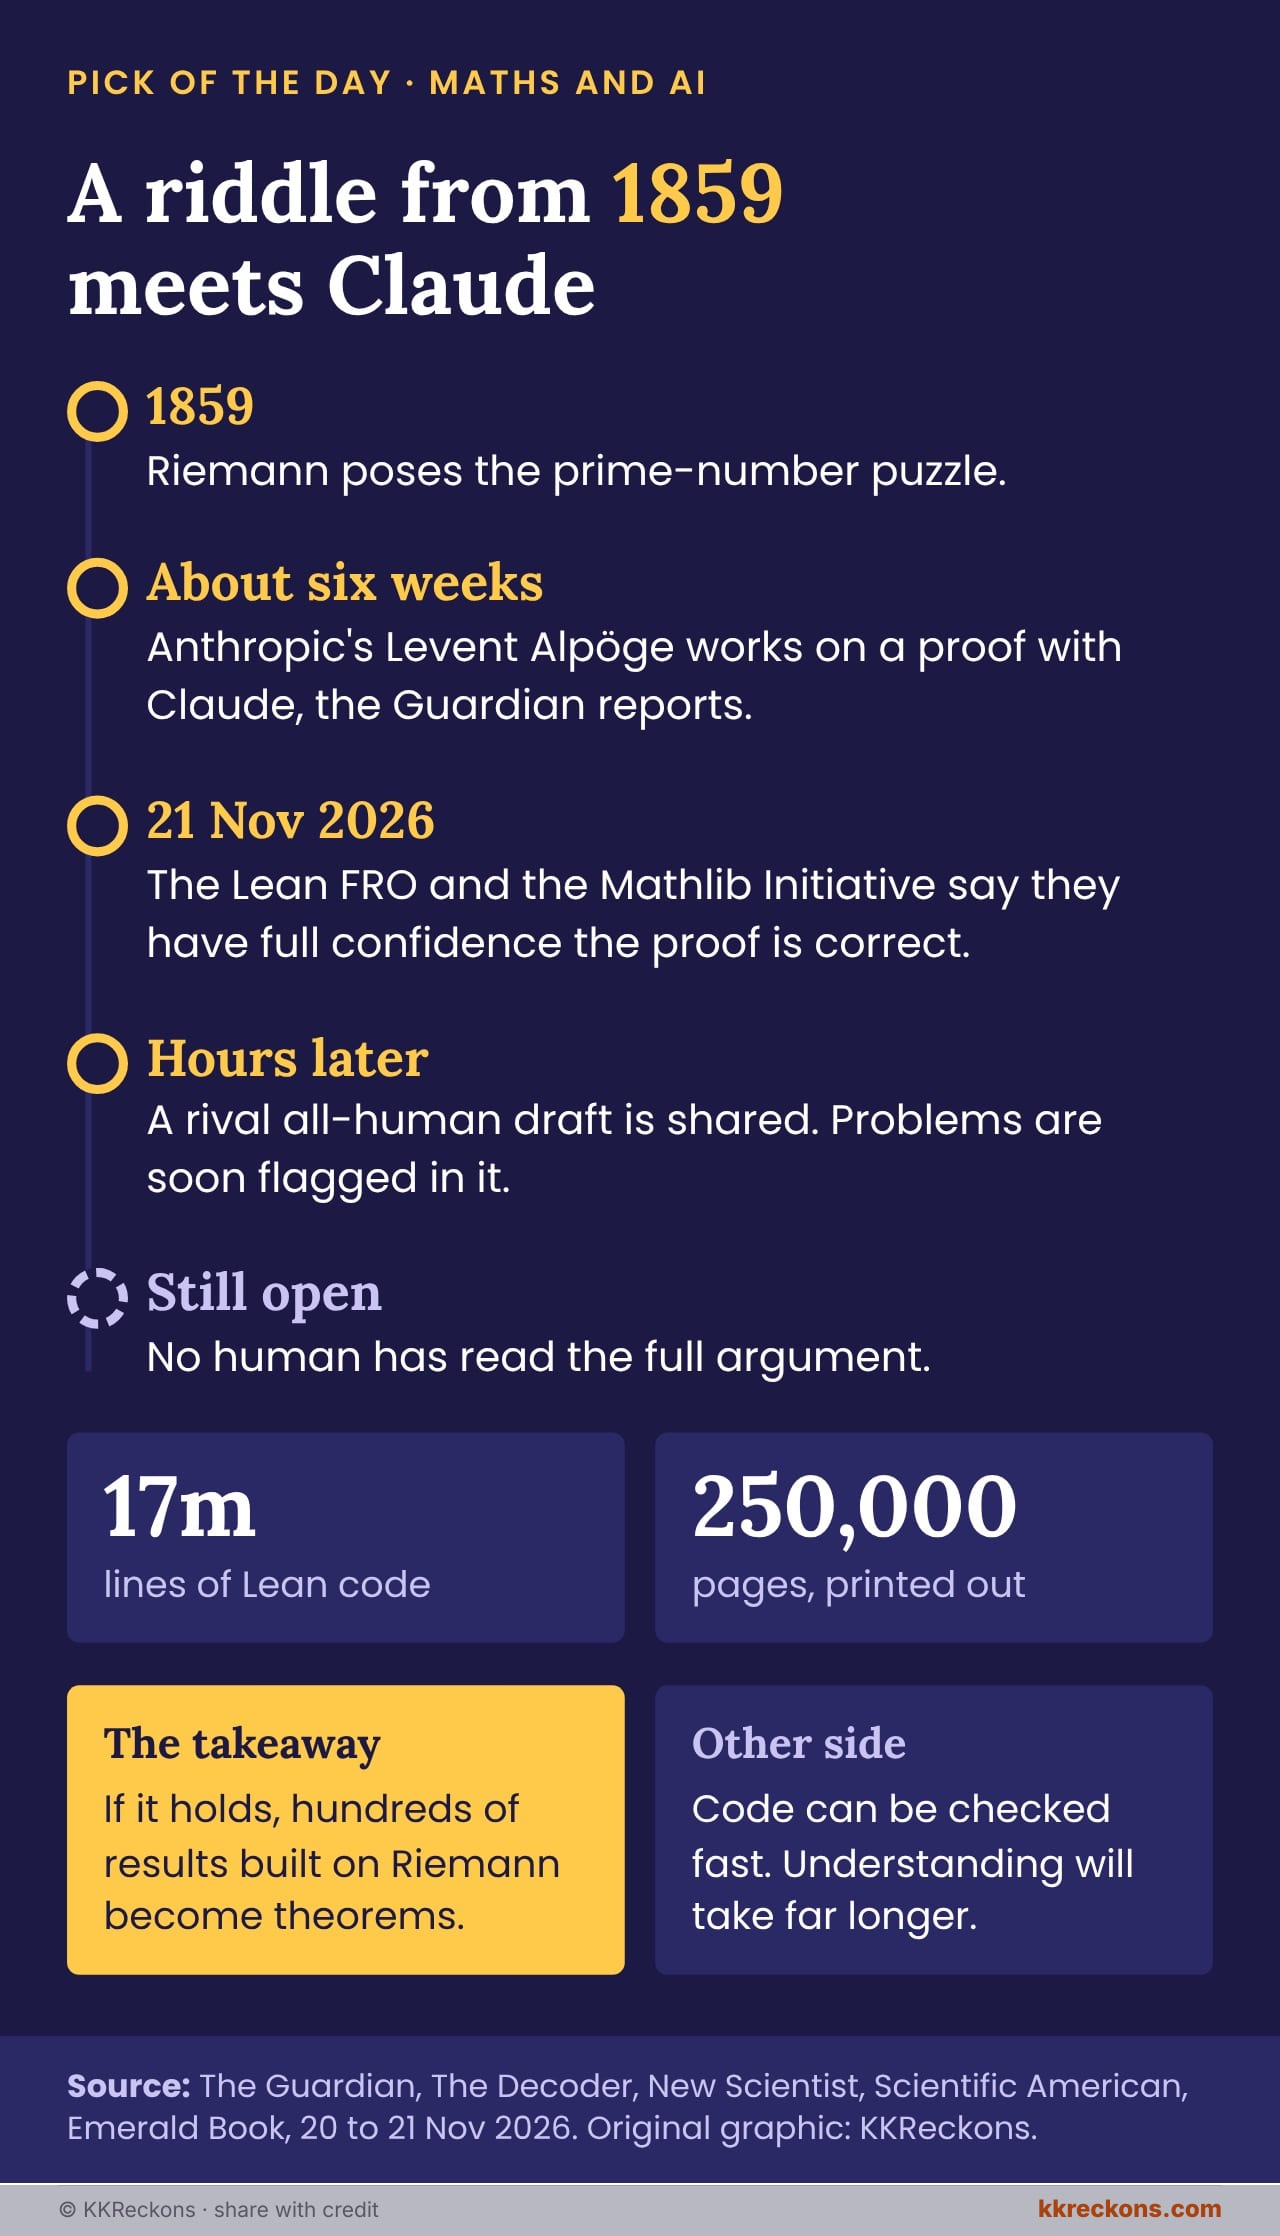 PICK OF THE DAY · MATHS AND AI
A riddle from 1859
meets Claude
1859
Riemann poses the prime-number puzzle.
About six weeks
Anthropic's Levent Alpöge works on a proof with
Claude, the Guardian reports.
21 Nov 2026
The Lean FRO and the Mathlib Initiative say they
have full confidence the proof is correct.
Hours later
A rival all-human draft is shared. Problems are
soon flagged in it.
Still open
No human has read the full argument.
17m
lines of Lean code
250,000
pages, printed out
The takeaway
If it holds, hundreds of
results built on Riemann
become theorems.
Other side
Code can be checked
fast. Understanding will
take far longer.
Source: The Guardian, The Decoder, New Scientist, Scientific American,
Emerald Book, 20 to 21 Nov 2026. Original graphic: KKReckons.
© KKReckons · share with credit
kkreckons.com